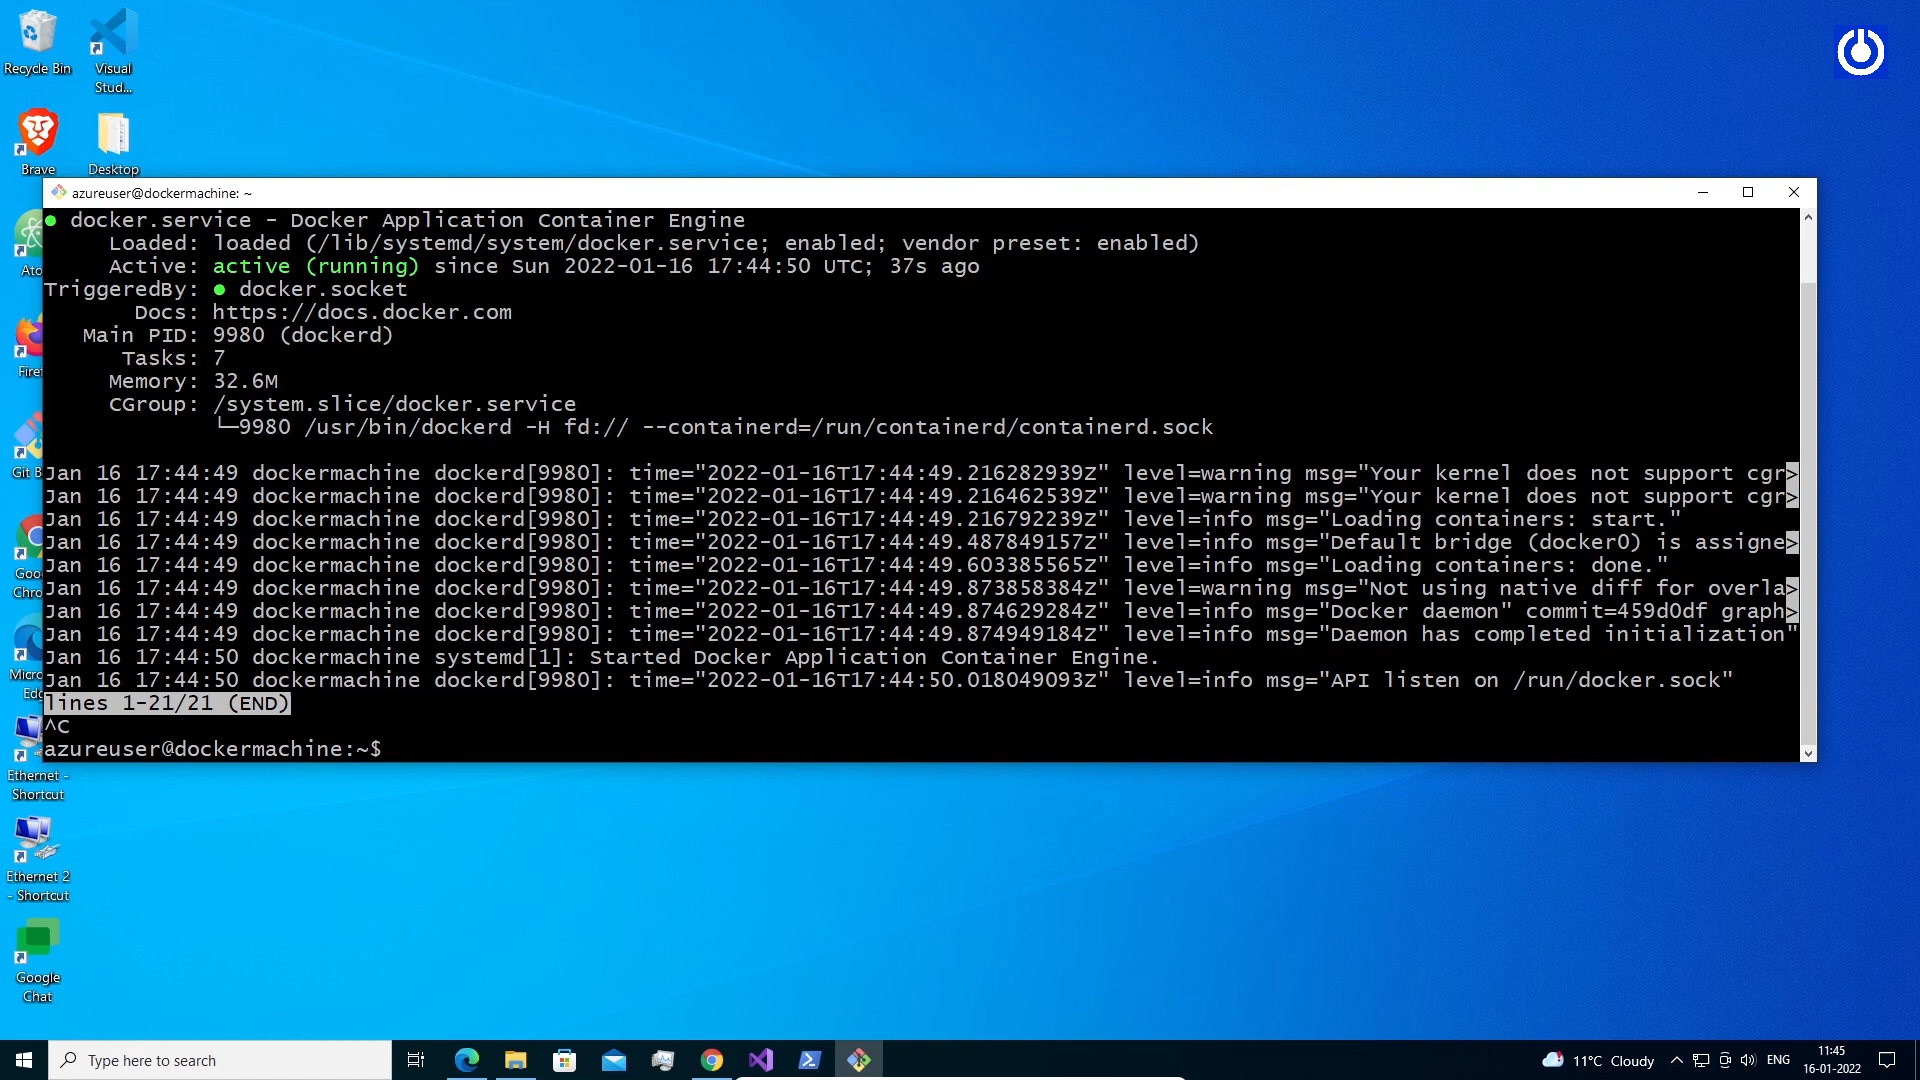 Recycle Bin
Visual
Stud...
Brave
Desktop
azureuser@dockermachine: ~
● docker.service - Docker Application Container Engine
Loaded: loaded (/lib/systemd/system/docker.service; enabled; vendor preset: enabled)
Active: active (running) since Sun 2022-01-16 17:44:50 UTC; 37s ago
TriggeredBy: ● docker.socket
Docs: https://docs.docker.com
Main PID: 9980 (dockerd)
Tasks: 7
Memory: 32.6M
CGroup: /system.slice/docker.service
└─9980 /usr/bin/dockerd -H fd:// --containerd=/run/containerd/containerd.sock
Jan 16 17:44:49 dockermachine dockerd[9980]: time="2022-01-16T17:44:49.216282939Z" level=warning msg="Your kernel does not support cgr>
Jan 16 17:44:49 dockermachine dockerd[9980]: time="2022-01-16T17:44:49.216462539Z" level=warning msg="Your kernel does not support cgr>
Jan 16 17:44:49 dockermachine dockerd[9980]: time="2022-01-16T17:44:49.216792239Z" level=info msg="Loading containers: start."
Jan 16 17:44:49 dockermachine dockerd[9980]: time="2022-01-16T17:44:49.487849157Z" level=info msg="Default bridge (docker0) is assigne>
Jan 16 17:44:49 dockermachine dockerd[9980]: time="2022-01-16T17:44:49.603385565Z" level=info msg="Loading containers: done."
Jan 16 17:44:49 dockermachine dockerd[9980]: time="2022-01-16T17:44:49.873858384Z" level=warning msg="Not using native diff for overla>
Jan 16 17:44:49 dockermachine dockerd[9980]: time="2022-01-16T17:44:49.874629284Z" level=info msg="Docker daemon" commit=459d0df graph>
Jan 16 17:44:49 dockermachine dockerd[9980]: time="2022-01-16T17:44:49.874949184Z" level=info msg="Daemon has completed initialization"
Jan 16 17:44:50 dockermachine systemd[1]: Started Docker Application Container Engine.
Jan 16 17:44:50 dockermachine dockerd[9980]: time="2022-01-16T17:44:50.018049093Z" level=info msg="API listen on /run/docker.sock"
lines 1-21/21 (END)
^C
azureuser@dockermachine:~$
Ato
Firef
Git B
Goo
Chro
Micro
Edg
Ethernet -
Shortcut
Ethernet 2
- Shortcut
Google
Chat
Type here to search
11°C Cloudy
ENG
11:45
16-01-2022